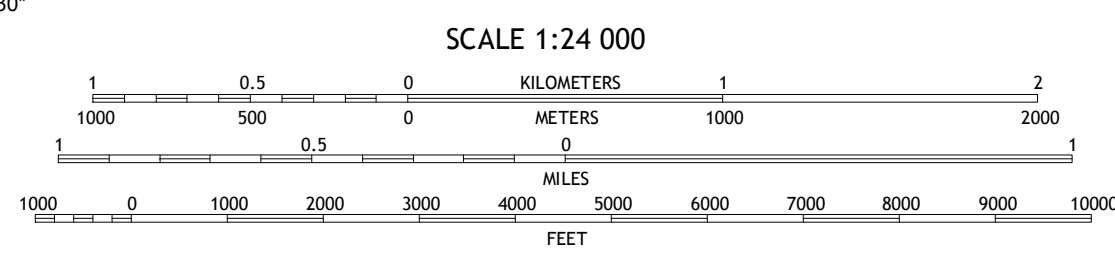 30"
SCALE 1:24 000
1 0.5 0 KILOMETERS 1 2
1000 500 0 METERS 1000 2000
1 0.5 0 1
MILES
1000 0 1000 2000 3000 4000 5000 6000 7000 8000 9000 10000
FEET